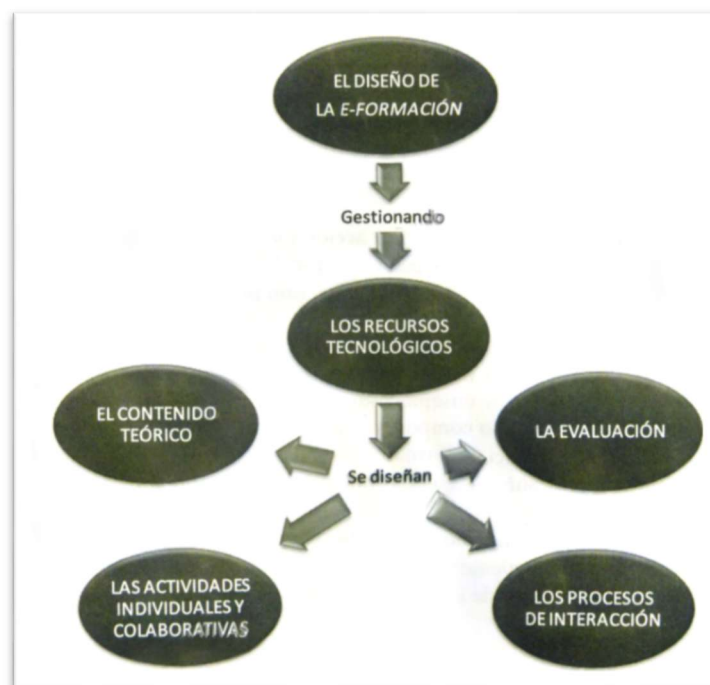 EL DISEÑO DE
LA E-FORMACIÓN
Gestionando
LOS RECURSOS
TECNOLÓGICOS
EL CONTENIDO
TEÓRICO
LA EVALUACIÓN
Se diseñan
LAS ACTIVIDADES
INDIVIDUALES Y
COLABORATIVAS
LOS PROCESOS
DE INTERACCIÓN